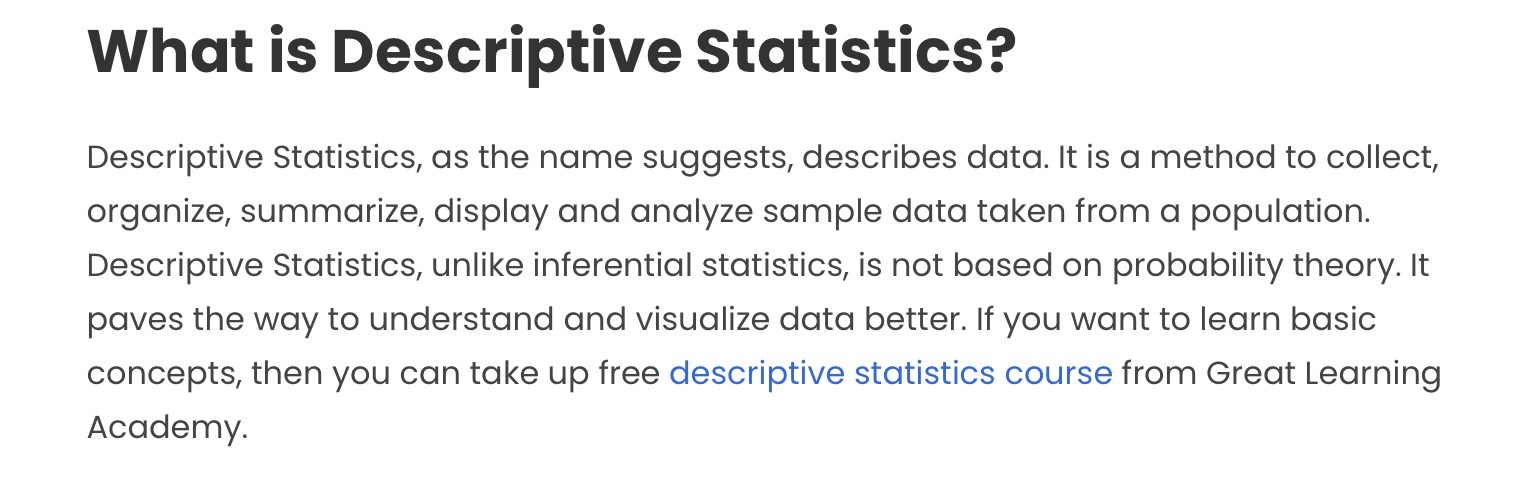 What is Descriptive Statistics?
Descriptive Statistics, as the name suggests, describes data. It is a method to collect,
organize, summarize, display and analyze sample data taken from a population.
Descriptive Statistics, unlike inferential statistics, is not based on probability theory. It
paves the way to understand and visualize data better. If you want to learn basic
concepts, then you can take up free descriptive statistics course from Great Learning
Academy.